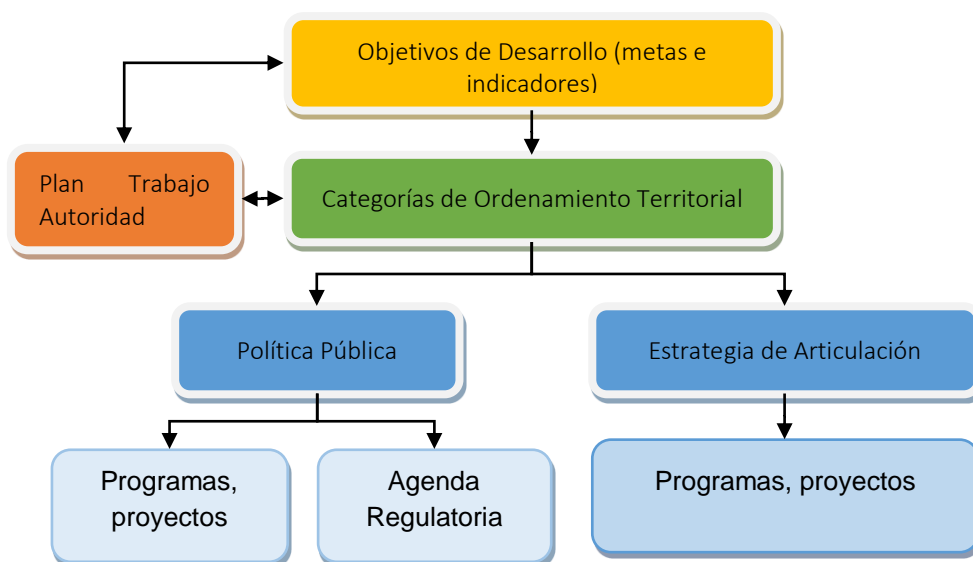 Objetivos de Desarrollo (metas e
indicadores)
Plan Trabajo
Autoridad
Categorías de Ordenamiento Territorial
Política Pública
Estrategia de Articulación
Programas,
proyectos
Agenda
Regulatoria
Programas, proyectos